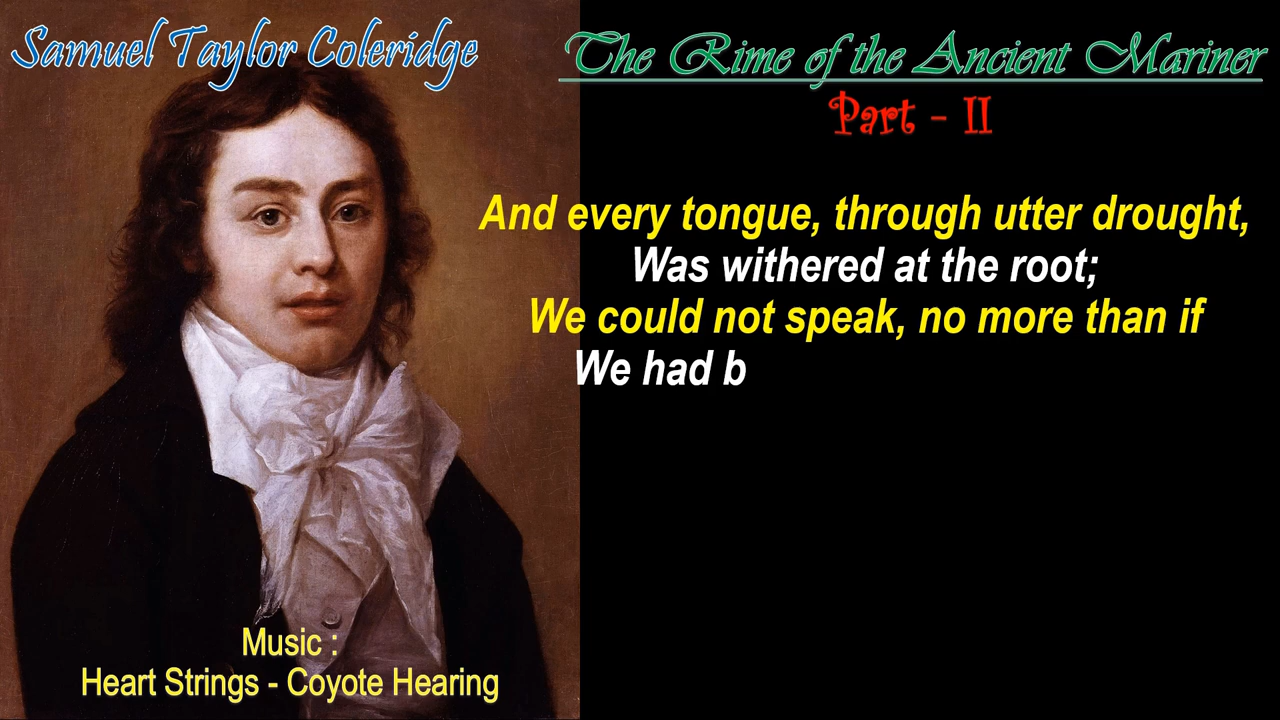 Samuel Taylor Coleridge
The Rime of the Ancient Mariner
Part - II
And every tongue, through utter drought,
Was withered at the root;
We could not speak, no more than if
We had b
Music :
Heart Strings - Coyote Hearing